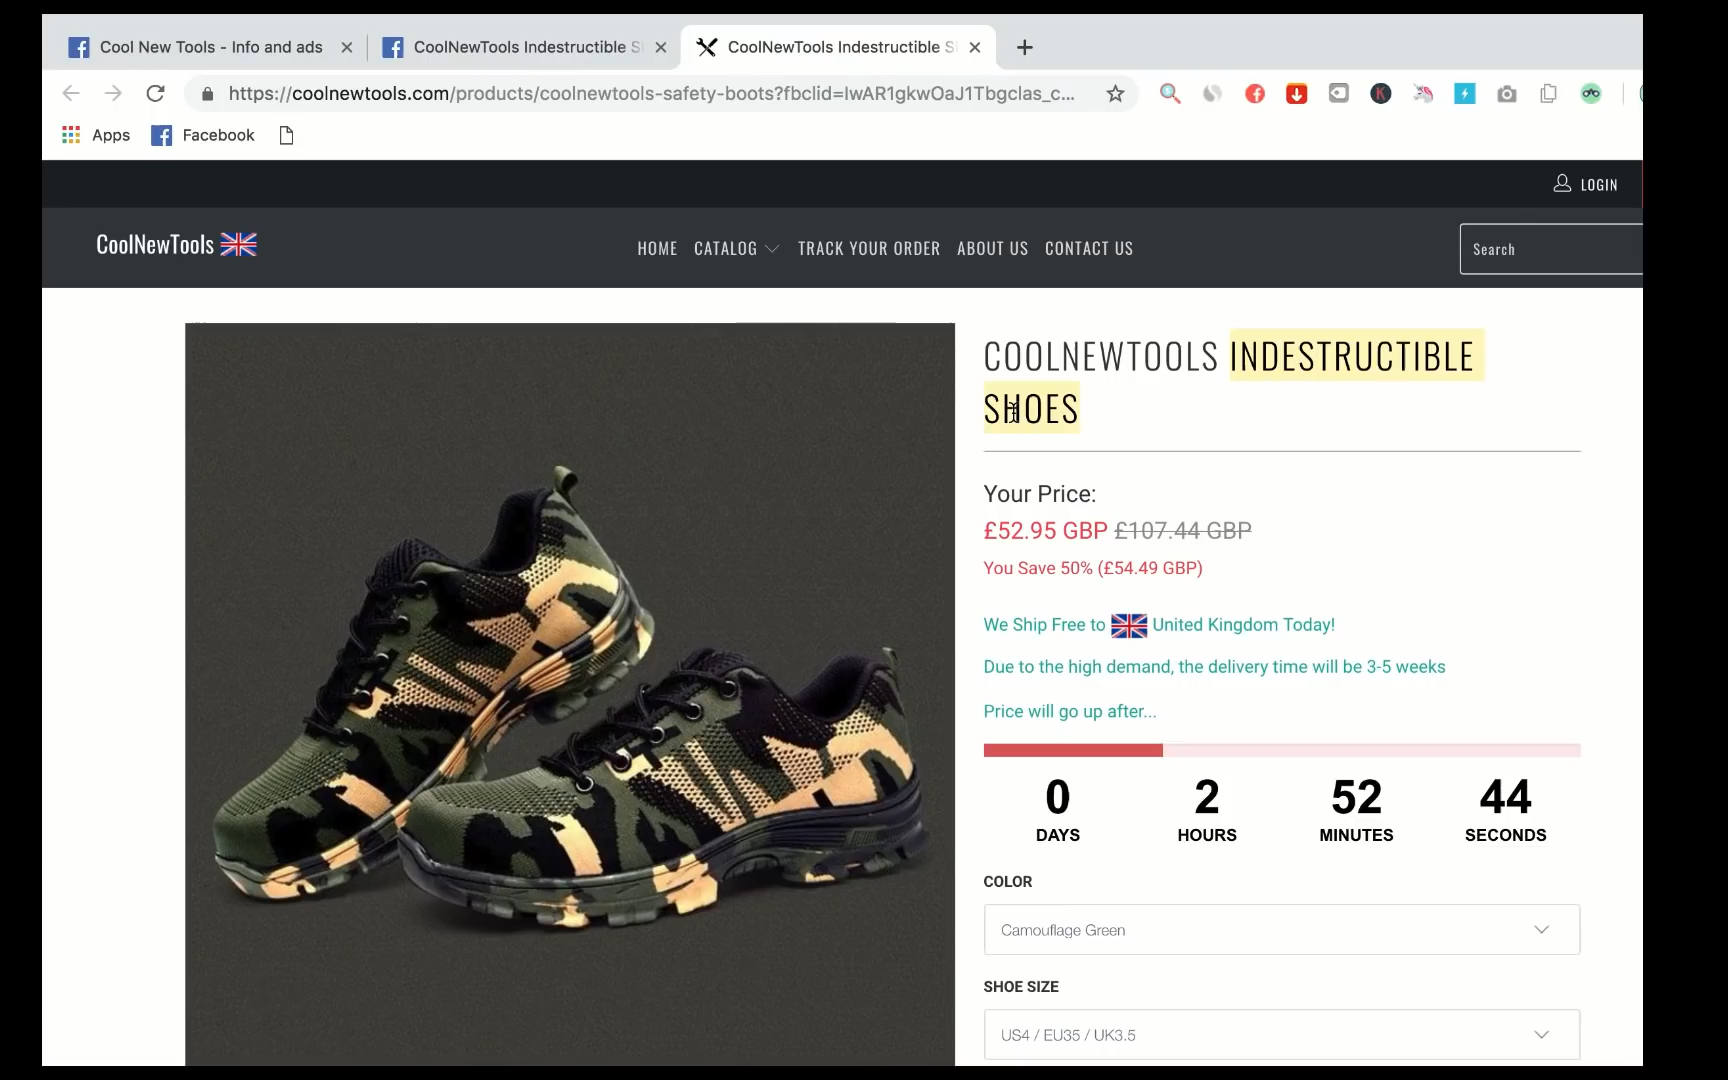 Cool New Tools - Info and ads
CoolNewTools Indestructible S
CoolNewTools Indestructible S
https://coolnewtools.com/products/coolnewtools-safety-boots?fbclid=IwAR1gkwOaJ1Tbgclas_c...
Apps
Facebook
LOGIN
CoolNewTools
HOME CATALOG TRACK YOUR ORDER ABOUT US CONTACT US
Search
COOLNEWTOOLS INDESTRUCTIBLE
SHOES
Your Price:
£52.95 GBP £107.44 GBP
You Save 50% (£54.49 GBP)
We Ship Free to United Kingdom Today!
Due to the high demand, the delivery time will be 3-5 weeks
Price will go up after...
0 2 52 44
DAYS HOURS MINUTES SECONDS
COLOR
Camouflage Green
SHOE SIZE
US4 / EU35 / UK3.5